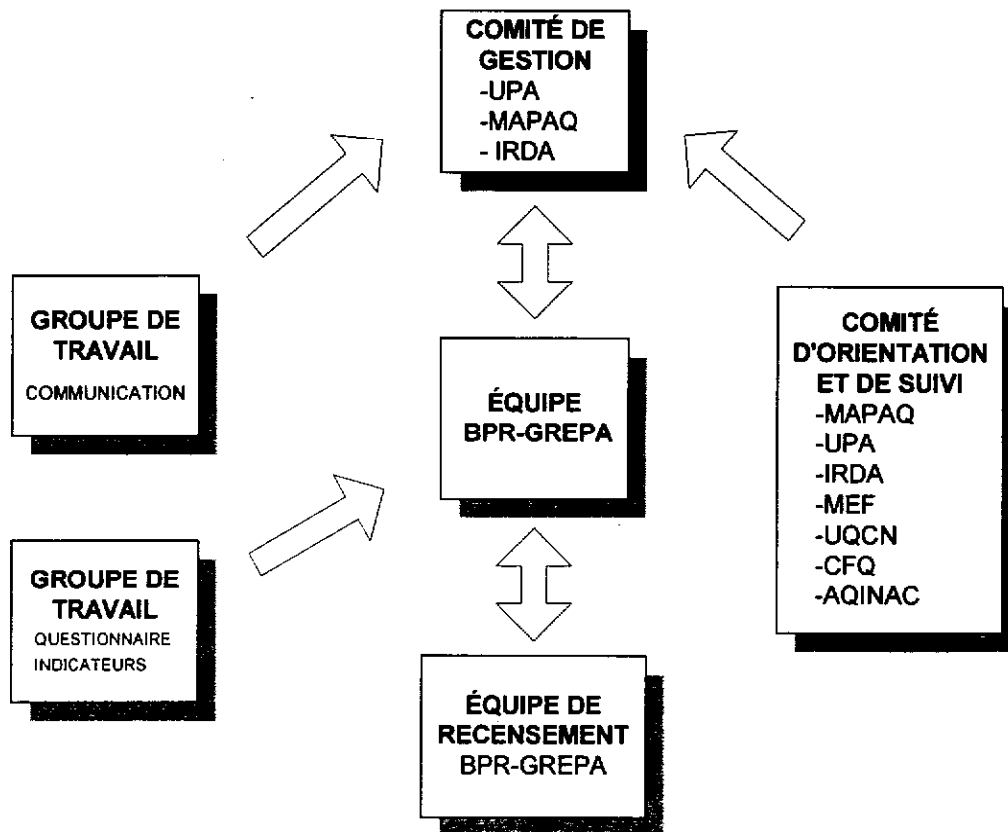 COMITÉ DE
GESTION
-UPA
-MAPAQ
- IRDA
GROUPE DE
TRAVAIL
COMMUNICATION
ÉQUIPE
BPR-GREPA
COMITÉ
D'ORIENTATION
ET DE SUIVI
-MAPAQ
-UPA
-IRDA
-MEF
-UQCN
-CFQ
-AQINAC
GROUPE DE
TRAVAIL
QUESTIONNAIRE
INDICATEURS
ÉQUIPE DE
RECENSEMENT
BPR-GREPA